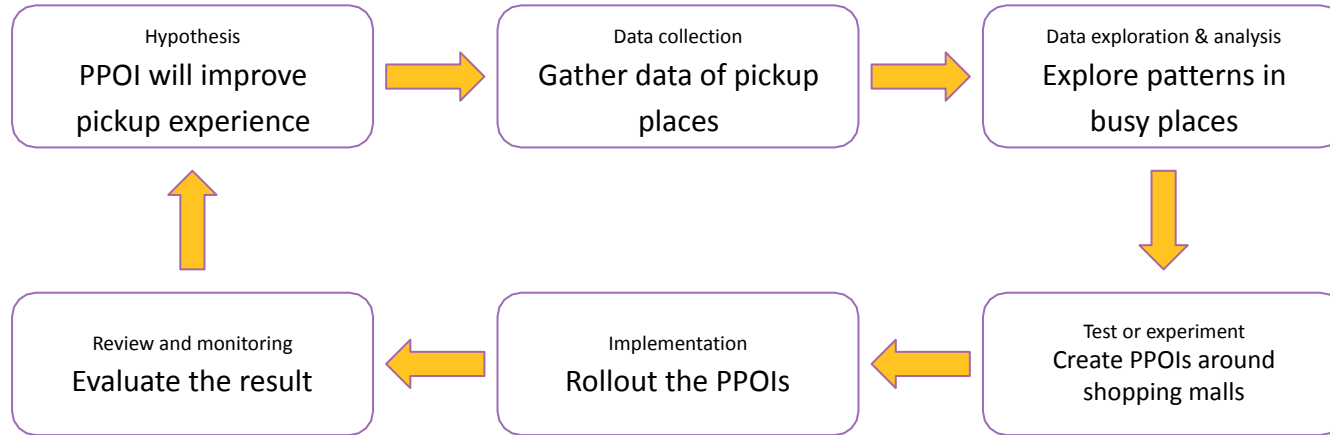 Hypothesis
PPOI will improve
pickup experience
Data collection
Gather data of pickup
places
Data exploration & analysis
Explore patterns in
busy places
Test or experiment
Create PPOIs around
shopping malls
Implementation
Rollout the PPOIs
Review and monitoring
Evaluate the result